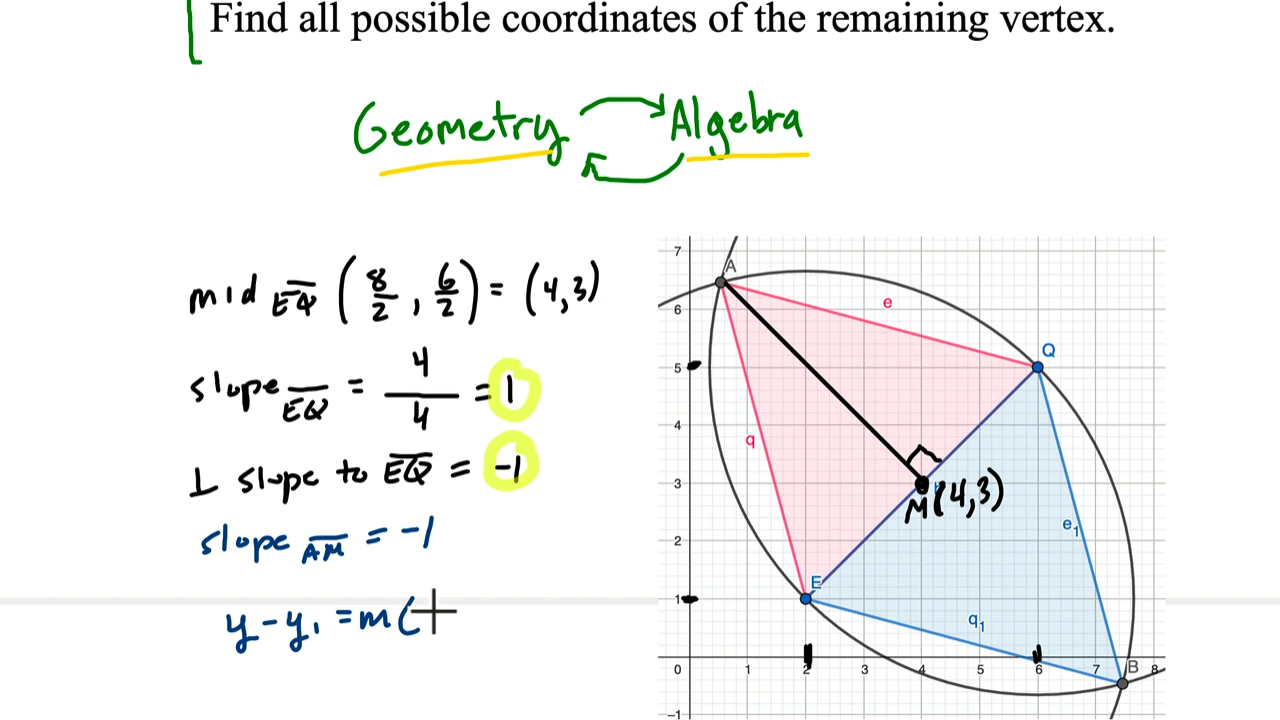 Find all possible coordinates of the remaining vertex.
Geometry Algebra
mid EQ (8/2, 6/2) = (4,3)
slope EQ = 4/4 = 1
⊥ slope to EQ = -1
slope AM = -1
y - y₁ = m(
7
A
6
e
Q
5
q
4
3
M(4,3)
e₁
2
E
1
q₁
0 1 2 3 4 5 6 7 B 8
-1